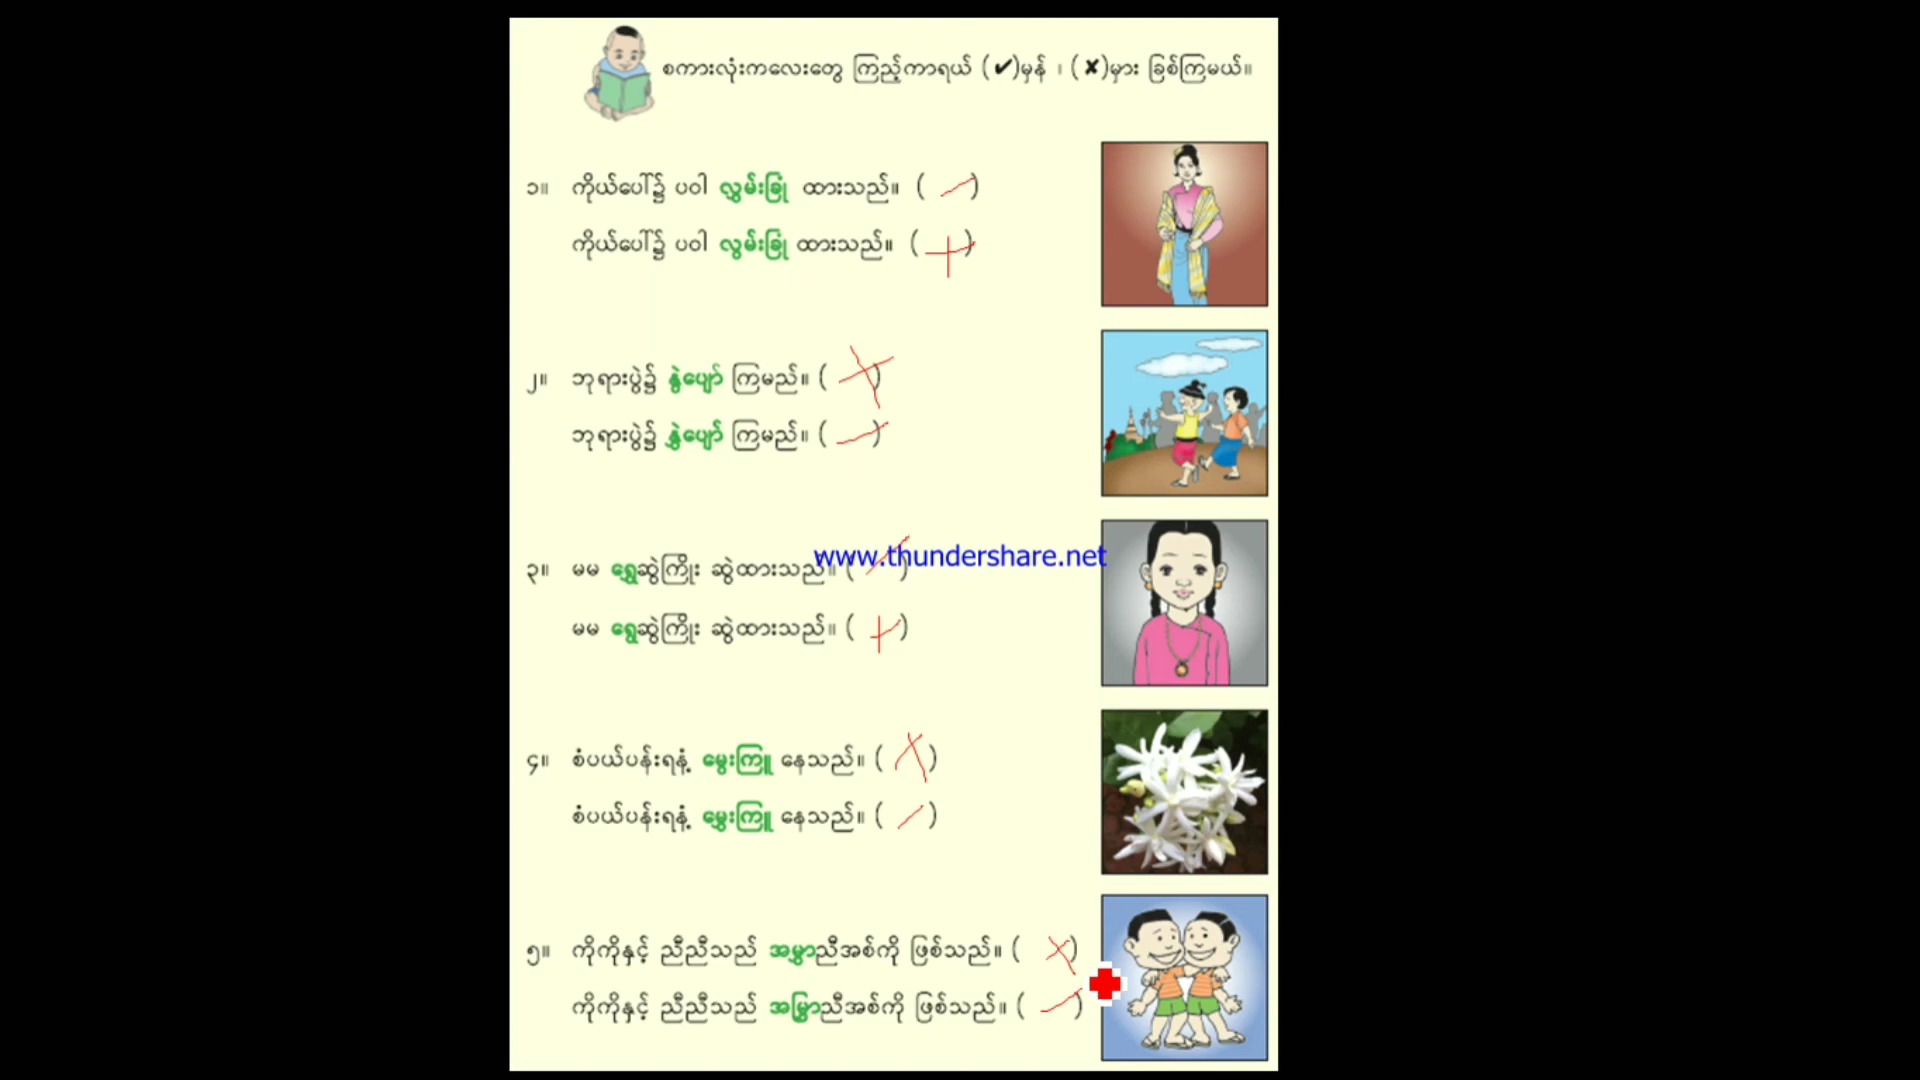 စကားလုံးကလေးတွေ ကြည့်ကာရယ် (✔)မှန် ၊ (✘)မှား ခြစ်ကြမယ်။
၁။ ကိုယ်ပေါ်၌ ပဝါ လွှမ်းခြုံ ထားသည်။ ( )
ကိုယ်ပေါ်၌ ပဝါ လွမ်းခြုံ ထားသည်။ ( )
၂။ ဘုရားပွဲ၌ နွဲပျော် ကြမည်။ ( )
ဘုရားပွဲ၌ နွှဲပျော် ကြမည်။ ( )
www.thundershare.net
၃။ မမ ရွှေဆွဲကြိုး ဆွဲထားသည်။ ( )
မမ ရွေဆွဲကြိုး ဆွဲထားသည်။ ( )
၄။ စံပယ်ပန်းရနံ့ မွေးကြူ နေသည်။ ( )
စံပယ်ပန်းရနံ့ မွှေးကြူ နေသည်။ ( )
၅။ ကိုကိုနှင့် ညီညီသည် အမွှာညီအစ်ကို ဖြစ်သည်။ ( )
ကိုကိုနှင့် ညီညီသည် အမြွှာညီအစ်ကို ဖြစ်သည်။ ( )